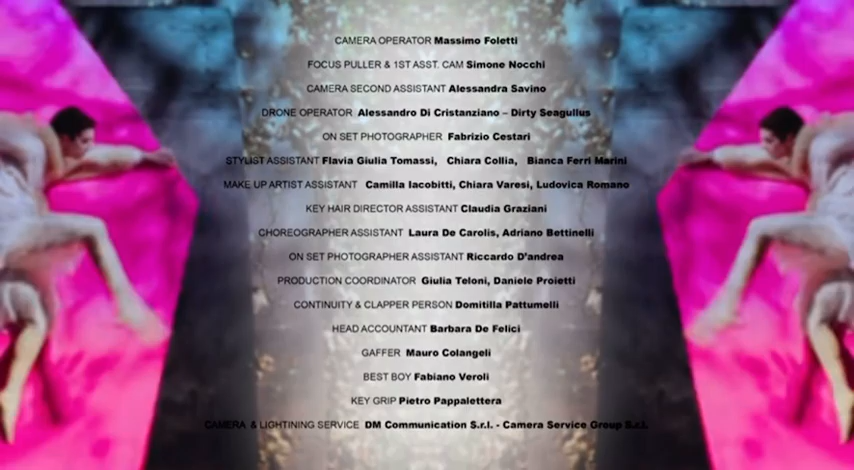 CAMERA OPERATOR Massimo Foletti
FOCUS PULLER & 1ST ASST. CAM Simone Nocchi
CAMERA SECOND ASSISTANT Alessandra Savino
DRONE OPERATOR Alessandro Di Cristanziano – Dirty Seagullus
ON SET PHOTOGRAPHER Fabrizio Cestari
STYLIST ASSISTANT Flavia Giulia Tomassi, Chiara Collia, Bianca Ferri Marini
MAKE UP ARTIST ASSISTANT Camilla Iacobitti, Chiara Varesi, Ludovica Romano
KEY HAIR DIRECTOR ASSISTANT Claudia Graziani
CHOREOGRAPHER ASSISTANT Laura De Carolis, Adriano Bettinelli
ON SET PHOTOGRAPHER ASSISTANT Riccardo D'andrea
PRODUCTION COORDINATOR Giulia Teloni, Daniele Proietti
CONTINUITY & CLAPPER PERSON Domitilla Pattumelli
HEAD ACCOUNTANT Barbara De Felici
GAFFER Mauro Colangeli
BEST BOY Fabiano Veroli
KEY GRIP Pietro Pappalettera
CAMERA & LIGHTINING SERVICE DM Communication S.r.l. - Camera Service Group S.r.l.